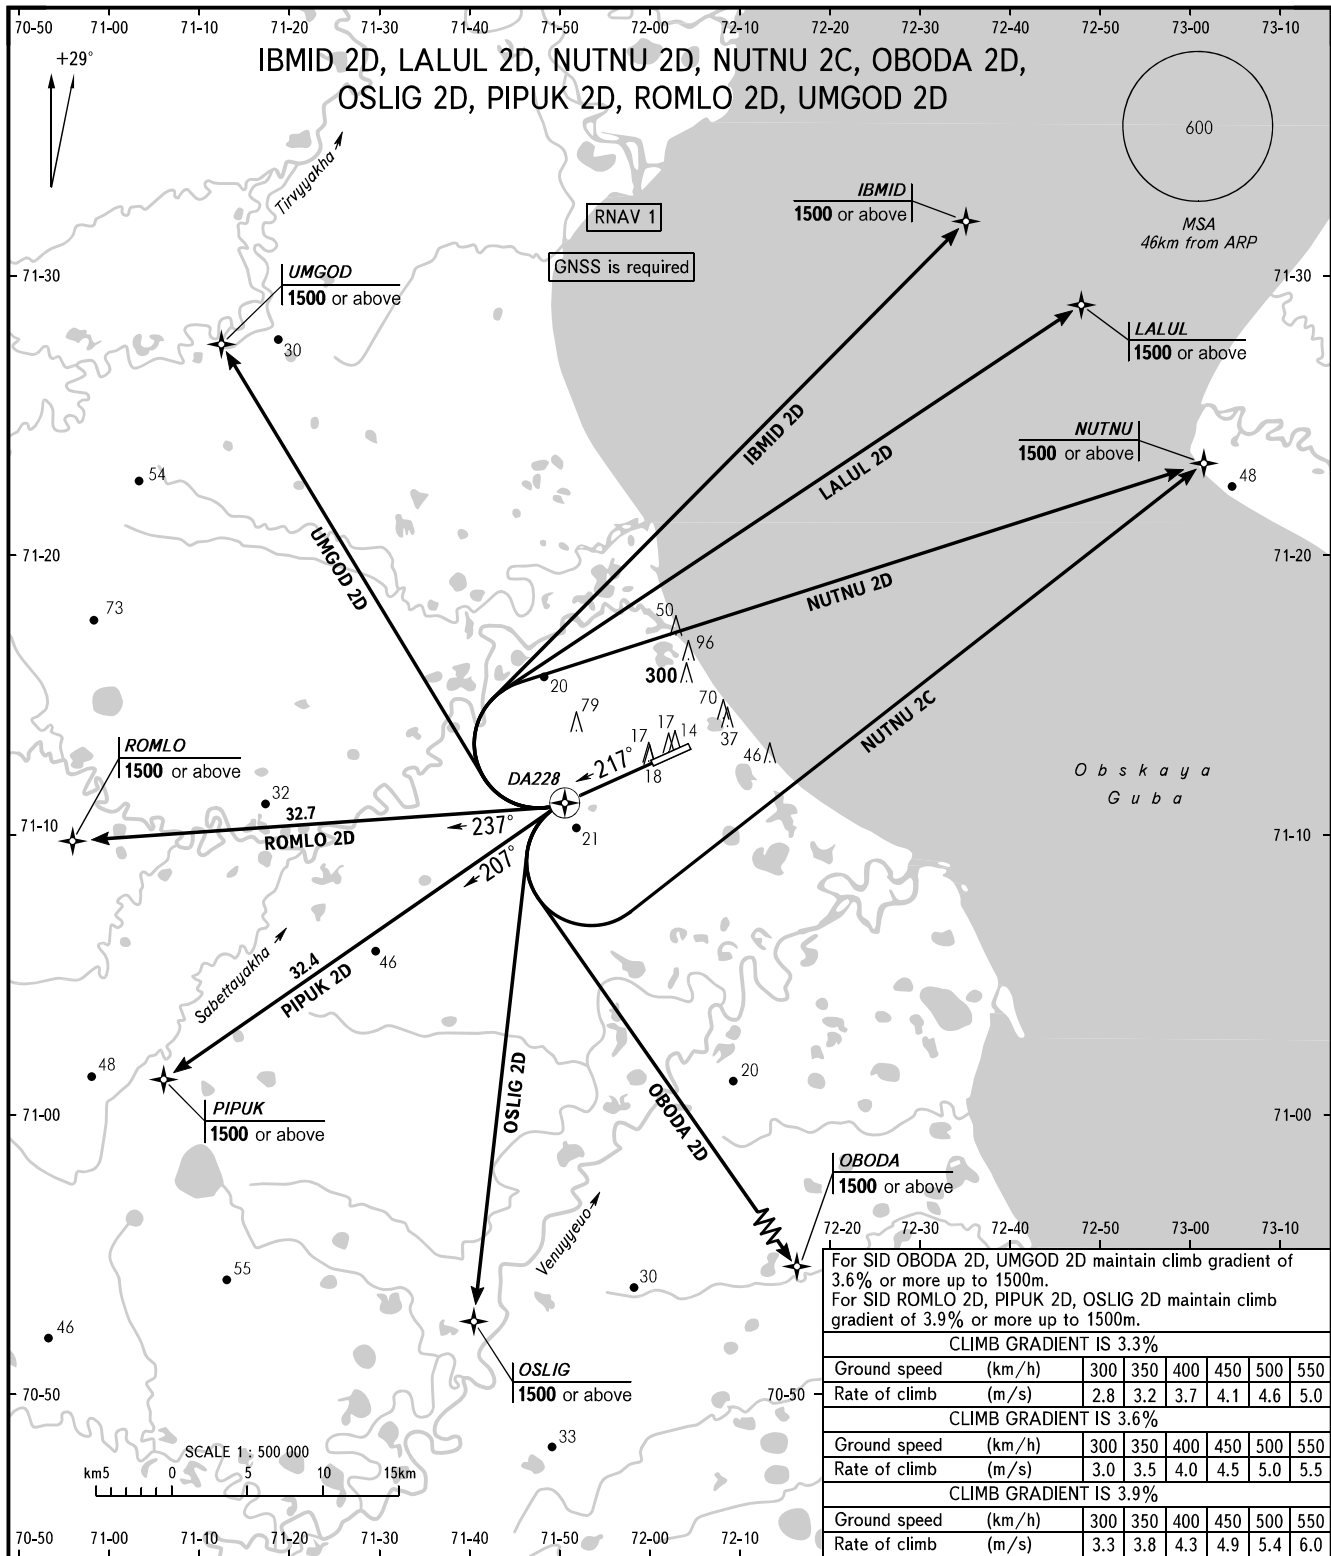 70-50 71-00 71-10 71-20 71-30 71-40 71-50 72-00 72-10 72-20 72-30 72-40 72-50 73-00 73-10
+29°
IBMID 2D, LALUL 2D, NUTNU 2D, NUTNU 2C, OBODA 2D,
OSLIG 2D, PIPUK 2D, ROMLO 2D, UMGOD 2D
600
MSA
46km from ARP
Tirvyyakha
RNAV 1
GNSS is required
IBMID
1500 or above
71-30
71-30
UMGOD
1500 or above
30
LALUL
1500 or above
NUTNU
1500 or above
48
54
IBMID 2D
LALUL 2D
71-20
71-20
UMGOD 2D
NUTNU 2D
73
50
96
300
20
79
70
37
17
17
14
18
46
NUTNU 2C
217°
DA228
ROMLO
1500 or above
Obskaya
Guba
32
32.7
ROMLO 2D
237°
21
71-10
71-10
207°
46
32.4
PIPUK 2D
Sabettayakha
48
20
PIPUK
1500 or above
71-00
71-00
OSLIG 2D
OBODA 2D
OBODA
1500 or above
Venuyyeuo
55
30
46
OSLIG
1500 or above
33
70-50
70-50
72-20 72-30 72-40 72-50 73-00 73-10
For SID OBODA 2D, UMGOD 2D maintain climb gradient of
3.6% or more up to 1500m.
For SID ROMLO 2D, PIPUK 2D, OSLIG 2D maintain climb
gradient of 3.9% or more up to 1500m.
CLIMB GRADIENT IS 3.3%
Ground speed (km/h) 300 350 400 450 500 550
Rate of climb (m/s) 2.8 3.2 3.7 4.1 4.6 5.0
CLIMB GRADIENT IS 3.6%
Ground speed (km/h) 300 350 400 450 500 550
Rate of climb (m/s) 3.0 3.5 4.0 4.5 5.0 5.5
CLIMB GRADIENT IS 3.9%
Ground speed (km/h) 300 350 400 450 500 550
Rate of climb (m/s) 3.3 3.8 4.3 4.9 5.4 6.0
SCALE 1 : 500 000
km5 0 5 10 15km
70-50 71-00 71-10 71-20 71-30 71-40 71-50 72-00 72-10